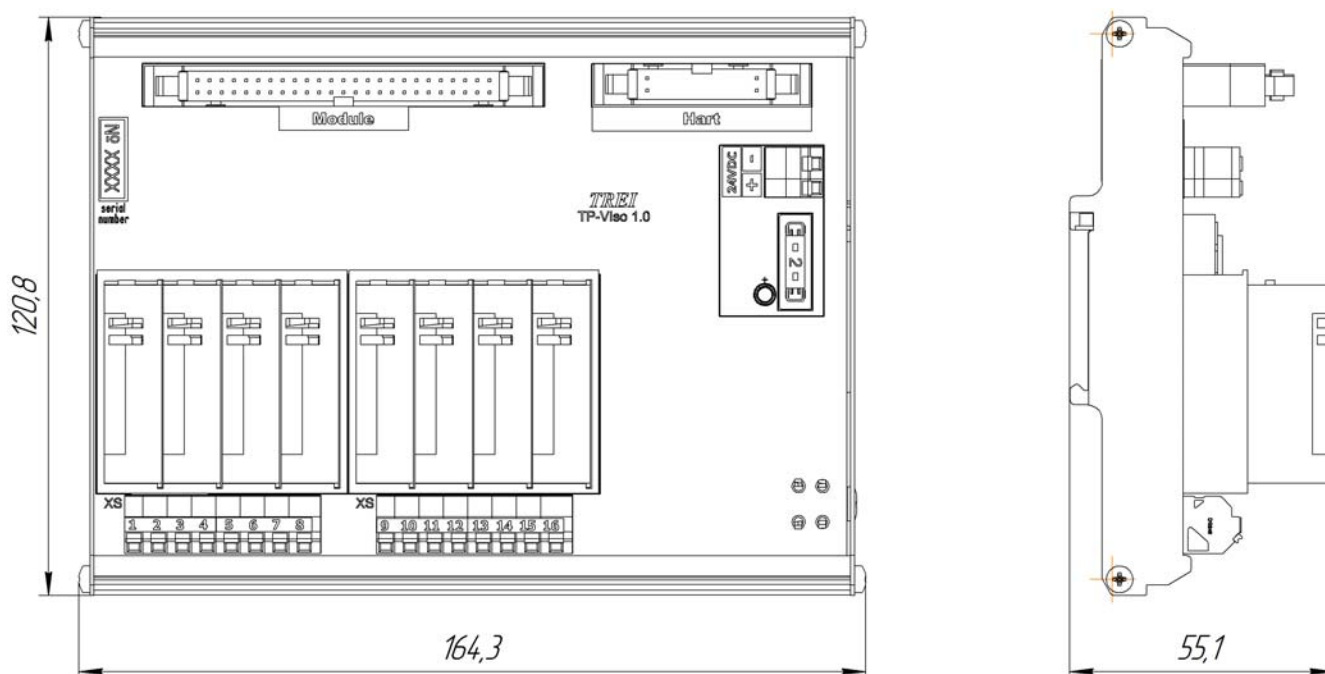 Module
Hart
№ XXXX
serial
number
24VDC
-
+
TREI
TP-VIso 1.0
2
+
120,8
XS
1 2 3 4 5 6 7 8
XS
9 10 11 12 13 14 15 16
164,3
55,1